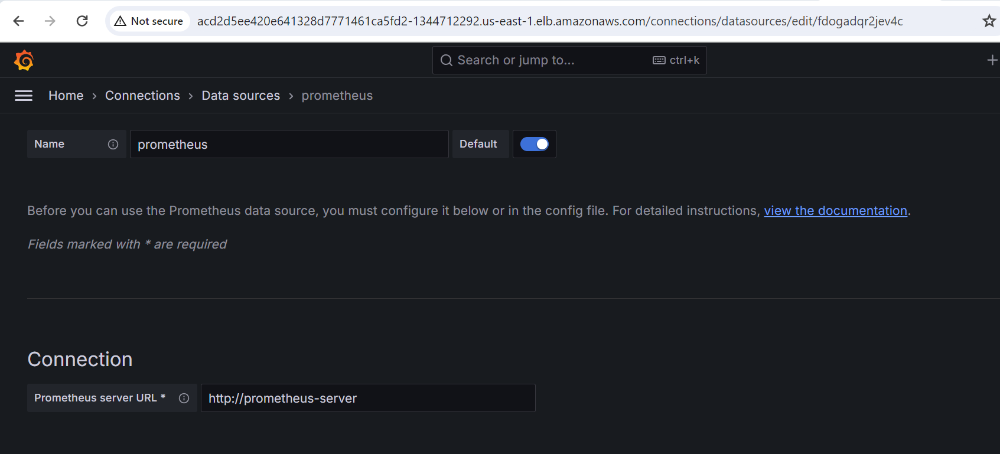 Not secure acd2d5ee420e641328d7771461ca5fd2-1344712292.us-east-1.elb.amazonaws.com/connections/datasources/edit/fdogadqr2jev4c
Search or jump to... ctrl+k
Home › Connections › Data sources › prometheus
Name prometheus Default
Before you can use the Prometheus data source, you must configure it below or in the config file. For detailed instructions, view the documentation.
Fields marked with * are required
Connection
Prometheus server URL * http://prometheus-server